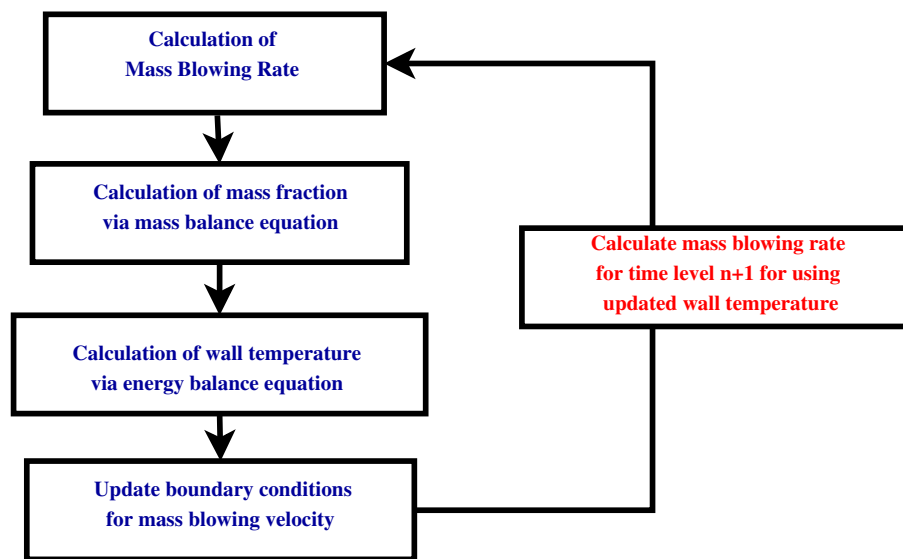 Calculation of
Mass Blowing Rate
Calculation of mass fraction
via mass balance equation
Calculation of wall temperature
via energy balance equation
Update boundary conditions
for mass blowing velocity
Calculate mass blowing rate
for time level n+1 for using
updated wall temperature